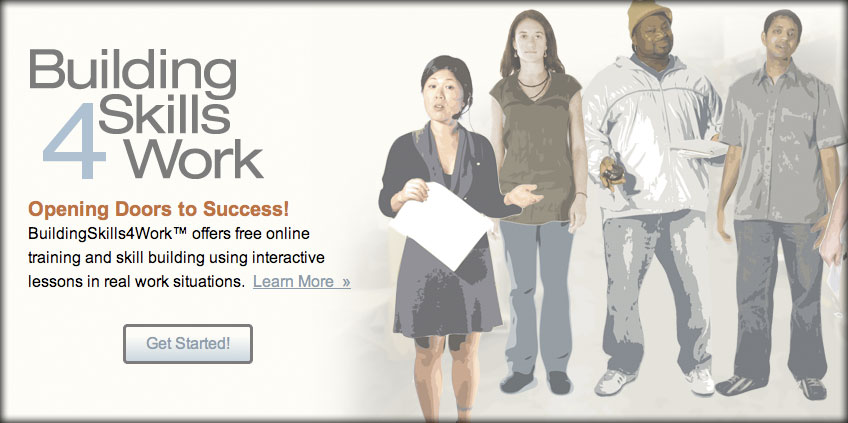 Building
4 Skills
Work
Opening Doors to Success!
BuildingSkills4Work™ offers free online
training and skill building using interactive
lessons in real work situations. Learn More »
Get Started!